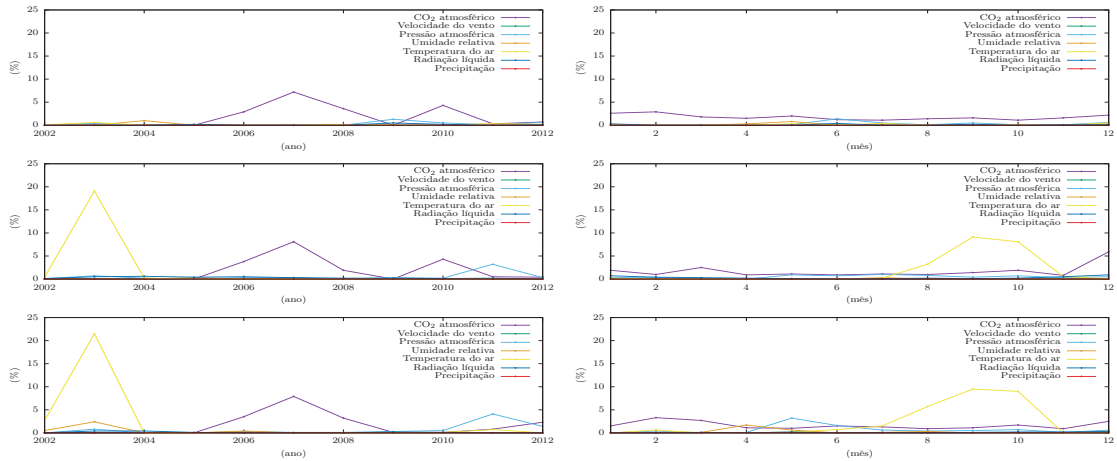 25
20
15
10
5
0
(%)
CO₂ atmosférico
Velocidade do vento
Pressão atmosférica
Umidade relativa
Temperatura do ar
Radiação líquida
Precipitação
2002 2004 2006 2008 2010 2012
(ano)
25
20
15
10
5
0
(%)
CO₂ atmosférico
Velocidade do vento
Pressão atmosférica
Umidade relativa
Temperatura do ar
Radiação líquida
Precipitação
2 4 6 8 10 12
(mês)
25
20
15
10
5
0
(%)
CO₂ atmosférico
Velocidade do vento
Pressão atmosférica
Umidade relativa
Temperatura do ar
Radiação líquida
Precipitação
2002 2004 2006 2008 2010 2012
(ano)
25
20
15
10
5
0
(%)
CO₂ atmosférico
Velocidade do vento
Pressão atmosférica
Umidade relativa
Temperatura do ar
Radiação líquida
Precipitação
2 4 6 8 10 12
(mês)
25
20
15
10
5
0
(%)
CO₂ atmosférico
Velocidade do vento
Pressão atmosférica
Umidade relativa
Temperatura do ar
Radiação líquida
Precipitação
2002 2004 2006 2008 2010 2012
(ano)
25
20
15
10
5
0
(%)
CO₂ atmosférico
Velocidade do vento
Pressão atmosférica
Umidade relativa
Temperatura do ar
Radiação líquida
Precipitação
2 4 6 8 10 12
(mês)